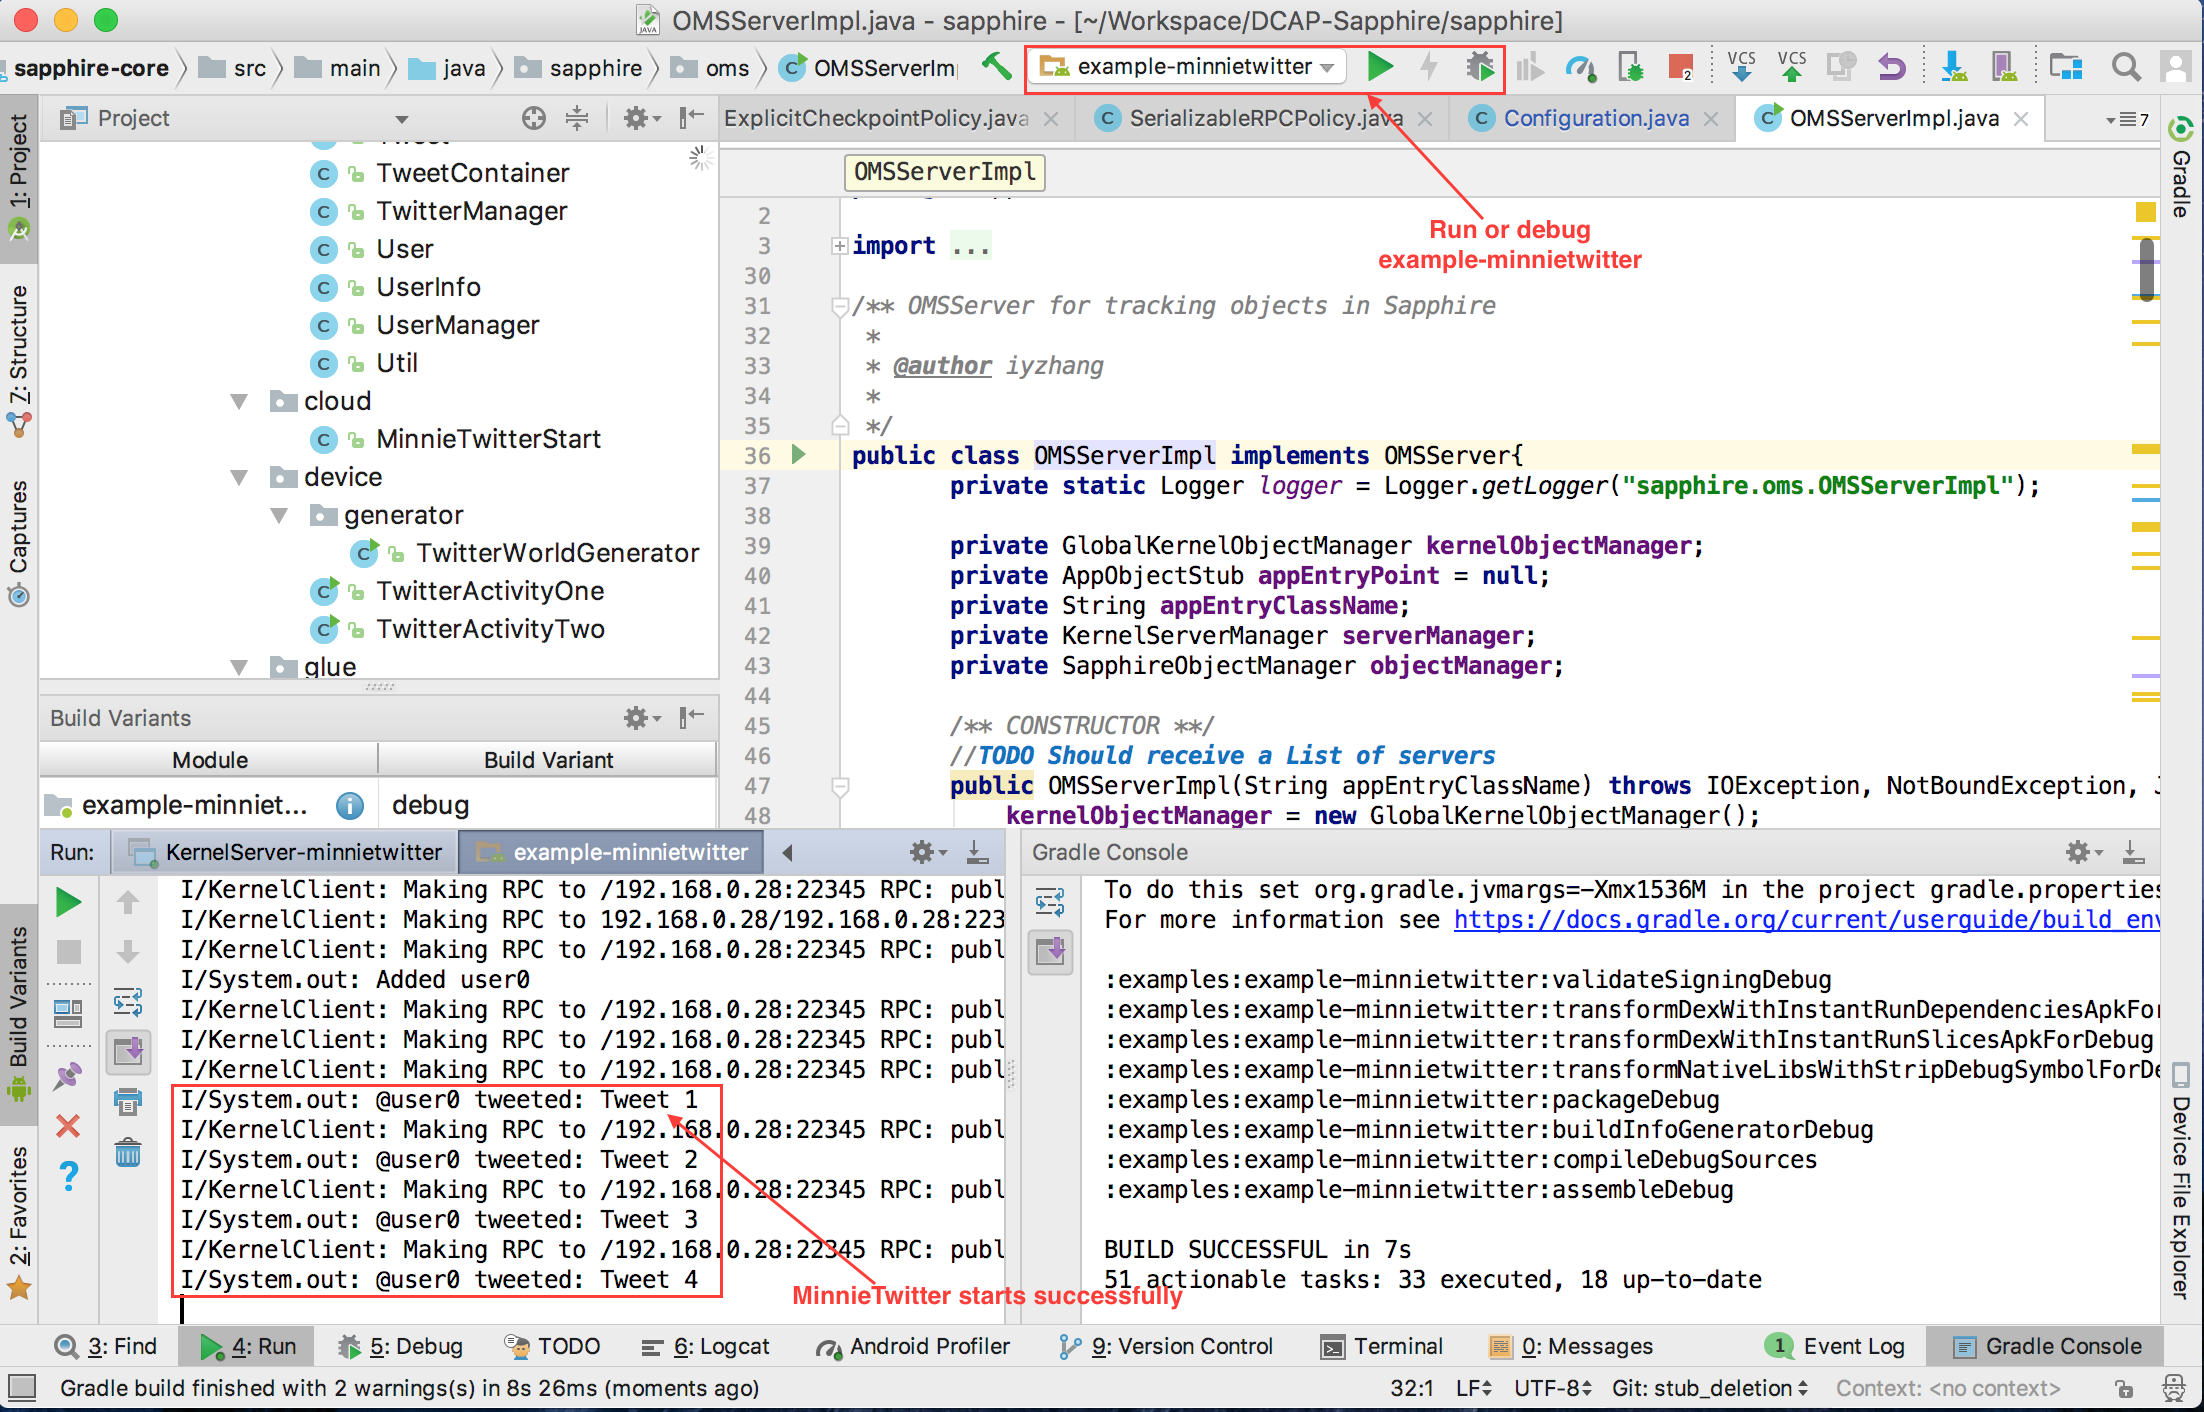 OMSServerImpl.java - sapphire - [~/Workspace/DCAP-Sapphire/sapphire]
sapphire-core src main java sapphire oms OMSServerIm
example-minnietwitter
2
VCS VCS
1: Project
7: Structure
Captures
Build Variants
2: Favorites
Project
TweetContainer
TwitterManager
User
UserInfo
UserManager
Util
cloud
MinnieTwitterStart
device
generator
TwitterWorldGenerator
TwitterActivityOne
TwitterActivityTwo
glue
Build Variants
Module Build Variant
example-minniet... debug
ExplicitCheckpointPolicy.java SerializableRPCPolicy.java Configuration.java OMSServerImpl.java 7
OMSServerImpl
Run or debug
example-minnietwitter
2
3 import ...
30
31 /** OMSServer for tracking objects in Sapphire
32 *
33 * @author iyzhang
34 *
35 */
36 public class OMSServerImpl implements OMSServer{
37 private static Logger logger = Logger.getLogger("sapphire.oms.OMSServerImpl");
38
39 private GlobalKernelObjectManager kernelObjectManager;
40 private AppObjectStub appEntryPoint = null;
41 private String appEntryClassName;
42 private KernelServerManager serverManager;
43 private SapphireObjectManager objectManager;
44
45 /** CONSTRUCTOR **/
46 //TODO Should receive a List of servers
47 public OMSServerImpl(String appEntryClassName) throws IOException, NotBoundException, J
48 kernelObjectManager = new GlobalKernelObjectManager();
Gradle
Device File Explorer
Run: KernelServer-minnietwitter example-minnietwitter
I/KernelClient: Making RPC to /192.168.0.28:22345 RPC: publ
I/KernelClient: Making RPC to 192.168.0.28/192.168.0.28:223
I/KernelClient: Making RPC to /192.168.0.28:22345 RPC: publ
I/System.out: Added user0
I/KernelClient: Making RPC to /192.168.0.28:22345 RPC: publ
I/KernelClient: Making RPC to /192.168.0.28:22345 RPC: publ
I/KernelClient: Making RPC to /192.168.0.28:22345 RPC: publ
I/System.out: @user0 tweeted: Tweet 1
I/KernelClient: Making RPC to /192.168.0.28:22345 RPC: publ
I/System.out: @user0 tweeted: Tweet 2
I/KernelClient: Making RPC to /192.168.0.28:22345 RPC: publ
I/System.out: @user0 tweeted: Tweet 3
I/KernelClient: Making RPC to /192.168.0.28:22345 RPC: publ
I/System.out: @user0 tweeted: Tweet 4
MinnieTwitter starts successfully
Gradle Console
To do this set org.gradle.jvmargs=-Xmx1536M in the project gradle.properties
For more information see https://docs.gradle.org/current/userguide/build_env
:examples:example-minnietwitter:validateSigningDebug
:examples:example-minnietwitter:transformDexWithInstantRunDependenciesApkFor
:examples:example-minnietwitter:transformDexWithInstantRunSlicesApkForDebug
:examples:example-minnietwitter:transformNativeLibsWithStripDebugSymbolForDe
:examples:example-minnietwitter:packageDebug
:examples:example-minnietwitter:buildInfoGeneratorDebug
:examples:example-minnietwitter:compileDebugSources
:examples:example-minnietwitter:assembleDebug
BUILD SUCCESSFUL in 7s
51 actionable tasks: 33 executed, 18 up-to-date
3: Find 4: Run 5: Debug TODO 6: Logcat Android Profiler 9: Version Control Terminal 0: Messages 1 Event Log Gradle Console
Gradle build finished with 2 warnings(s) in 8s 26ms (moments ago) 32:1 LF UTF-8 Git: stub_deletion Context: <no context>